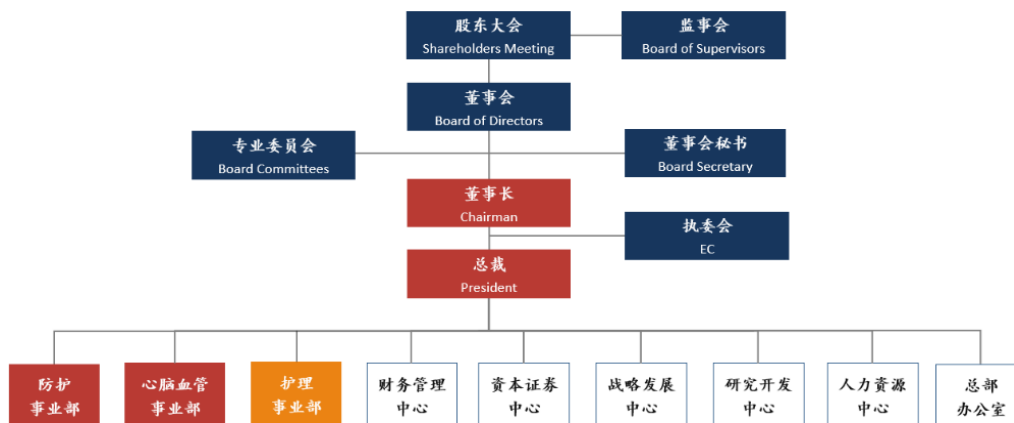 股东大会
Shareholders Meeting
监事会
Board of Supervisors
董事会
Board of Directors
专业委员会
Board Committees
董事会秘书
Board Secretary
董事长
Chairman
执委会
EC
总裁
President
防护
事业部
心脑血管
事业部
护理
事业部
财务管理
中心
资本证券
中心
战略发展
中心
研究开发
中心
人力资源
中心
总部
办公室